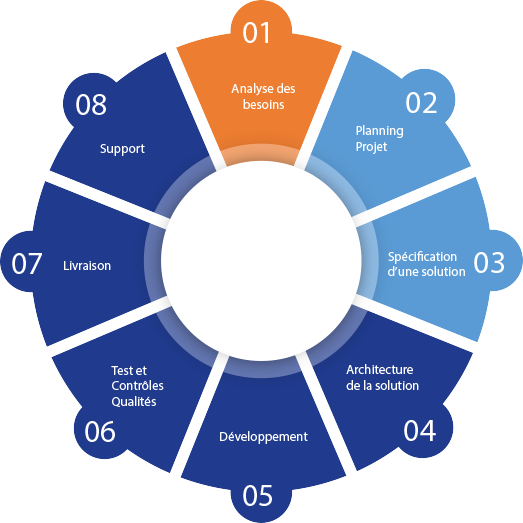 01
Analyse des
besoins
02
Planning
Projet
Spécification
d'une solution
03
Architecture
de la solution
04
Développement
05
Test et
Contrôles
Qualités
06
07
Livraison
08
Support